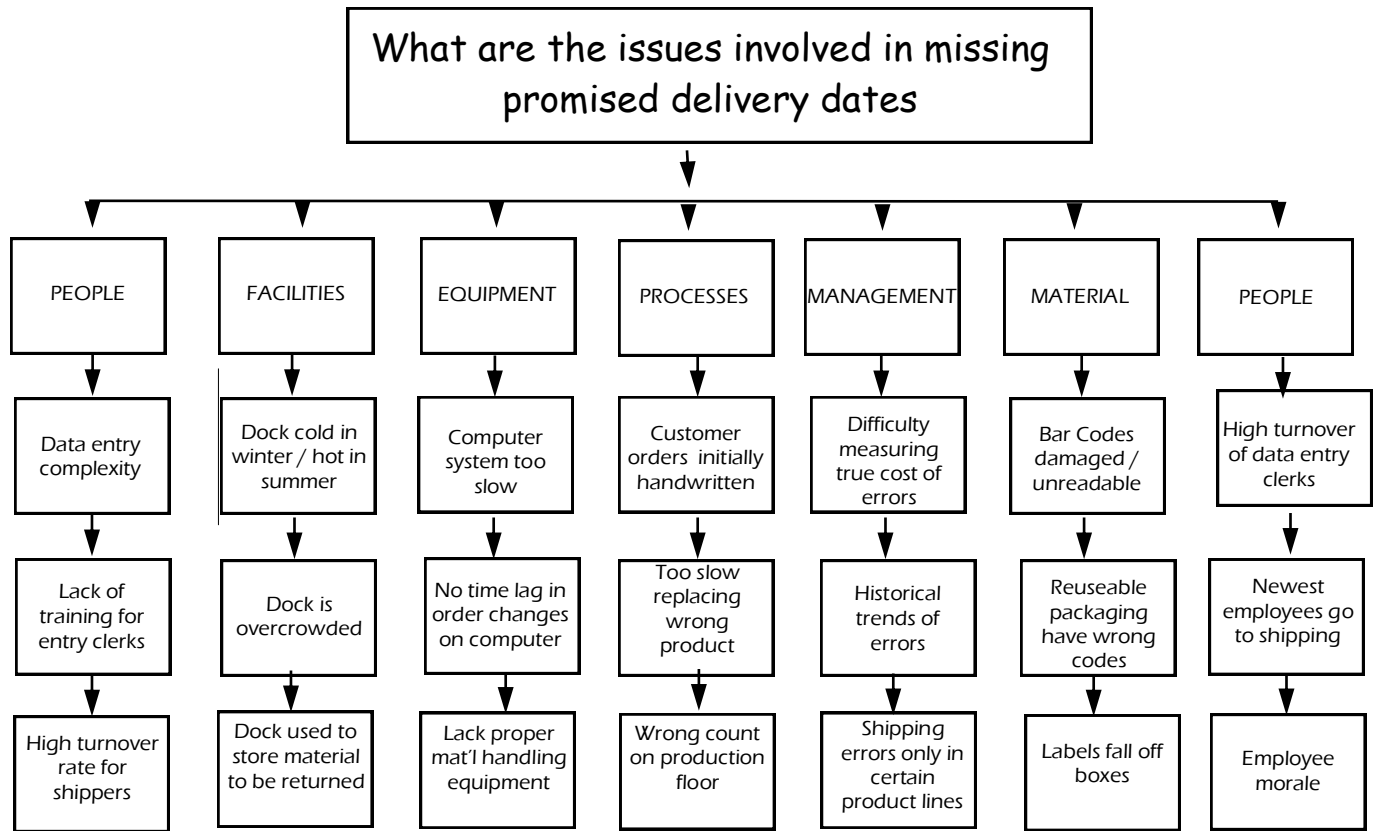 What are the issues involved in missing
promised delivery dates
PEOPLE
FACILITIES
EQUIPMENT
PROCESSES
MANAGEMENT
MATERIAL
PEOPLE
Data entry
complexity
Dock cold in
winter / hot in
summer
Computer
system too
slow
Customer
orders initially
handwritten
Difficulty
measuring
true cost of
errors
Bar Codes
damaged /
unreadable
High turnover
of data entry
clerks
Lack of
training for
entry clerks
Dock is
overcrowded
No time lag in
order changes
on computer
Too slow
replacing
wrong
product
Historical
trends of
errors
Reuseable
packaging
have wrong
codes
Newest
employees go
to shipping
High turnover
rate for
shippers
Dock used to
store material
to be returned
Lack proper
mat'l handling
equipment
Wrong count
on production
floor
Shipping
errors only in
certain
product lines
Labels fall off
boxes
Employee
morale